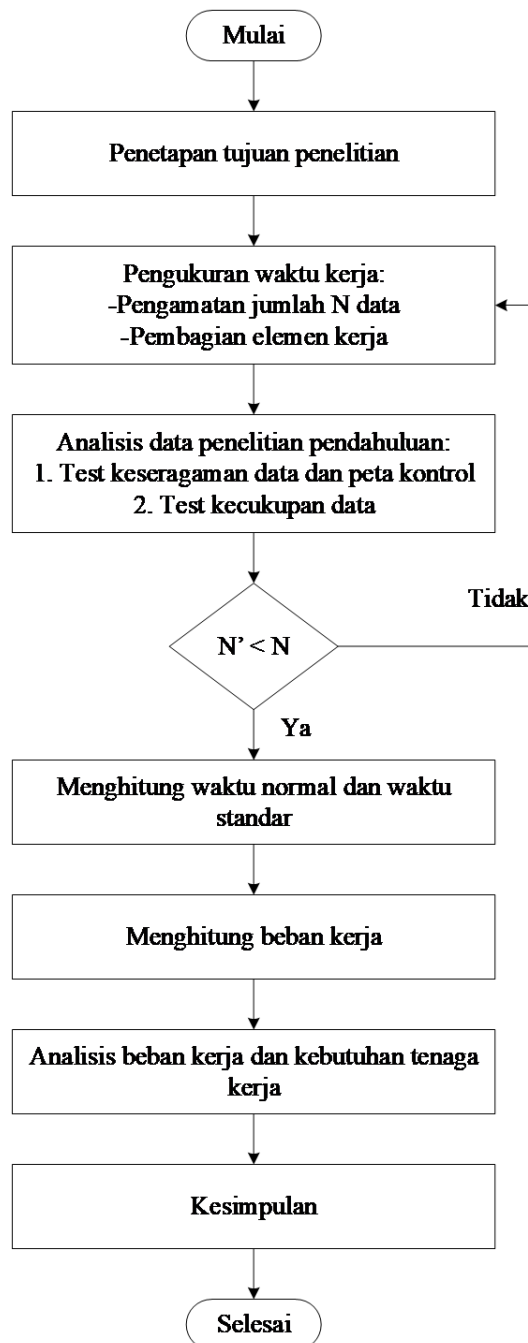 Mulai
Penetapan tujuan penelitian
Pengukuran waktu kerja:
-Pengamatan jumlah N data
-Pembagian elemen kerja
Analisis data penelitian pendahuluan:
1. Test keseragaman data dan peta kontrol
2. Test kecukupan data
Tidak
N’ < N
Ya
Menghitung waktu normal dan waktu
standar
Menghitung beban kerja
Analisis beban kerja dan kebutuhan tenaga
kerja
Kesimpulan
Selesai